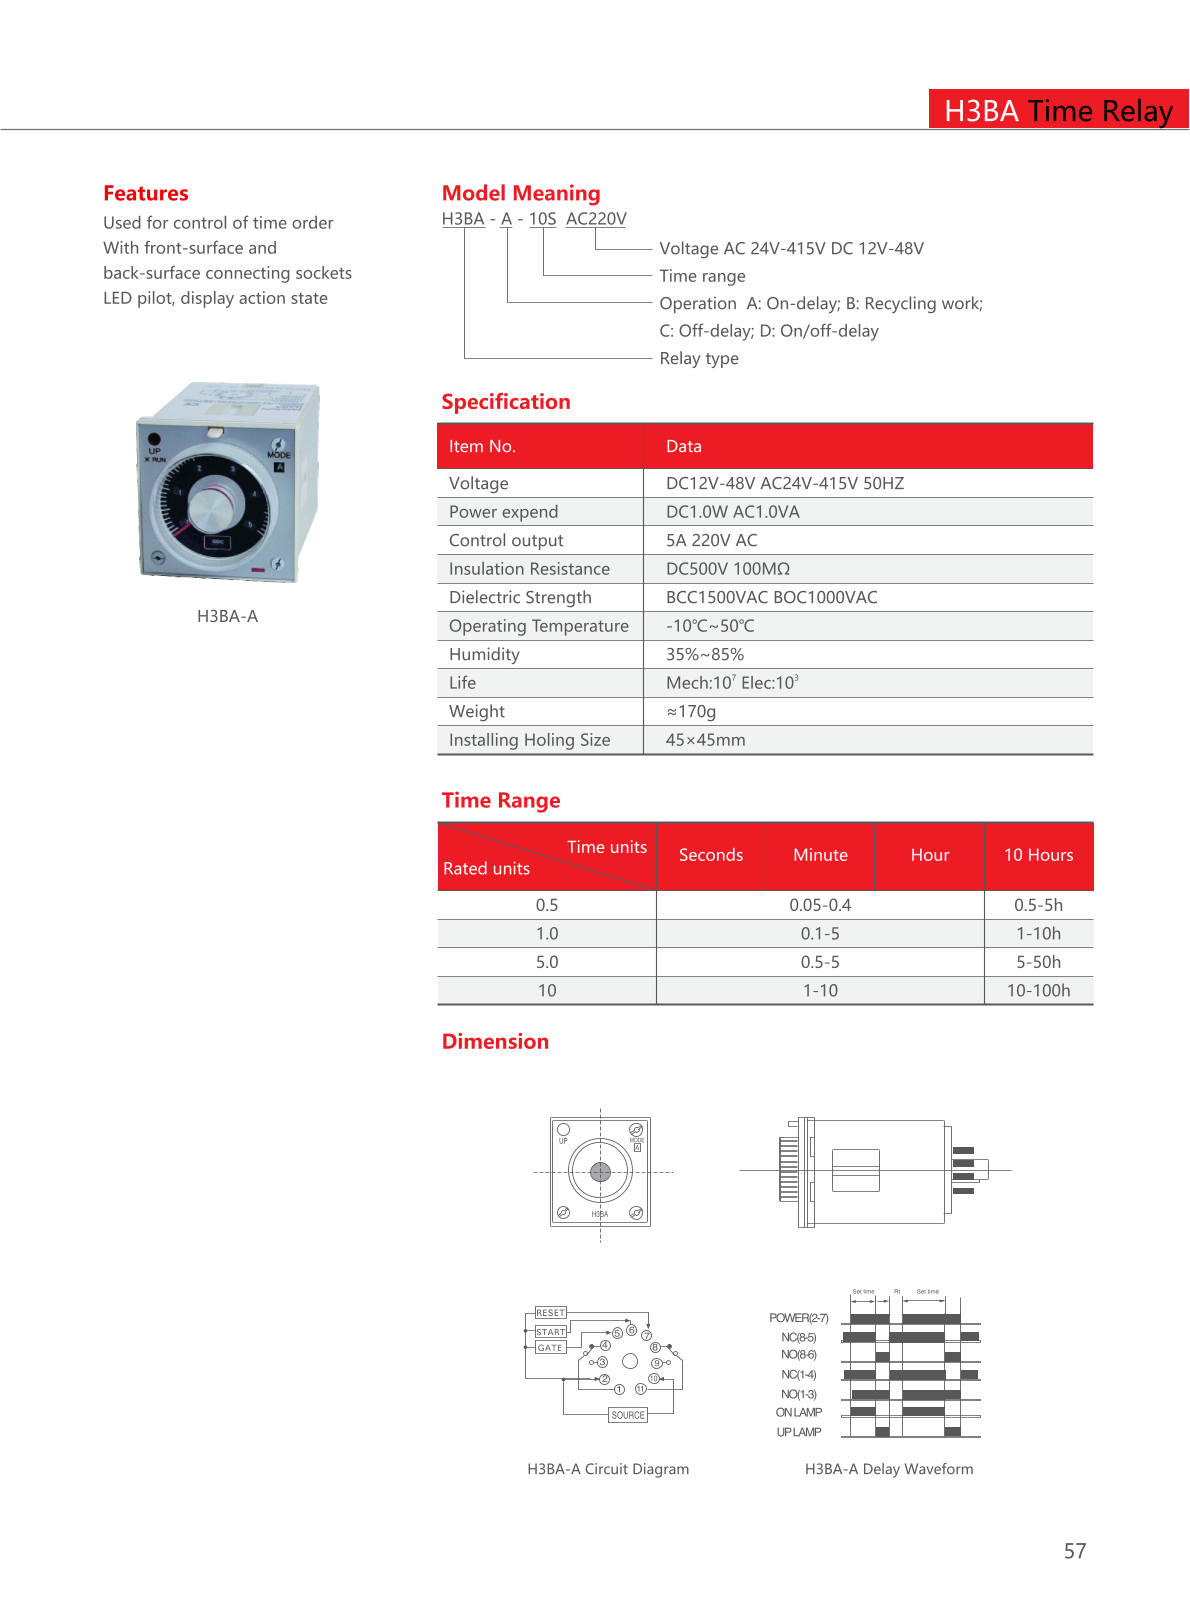 H3BA Time Relay
Features
Used for control of time order
With front-surface and
back-surface connecting sockets
LED pilot, display action state
UP
RUN
MODE
A
2
3
H3BA-A
Model Meaning
H3BA - A - 10S AC220V
Voltage AC 24V-415V DC 12V-48V
Time range
Operation A: On-delay; B: Recycling work;
C: Off-delay; D: On/off-delay
Relay type
Specification
Item No. Data
Voltage DC12V-48V AC24V-415V 50HZ
Power expend DC1.0W AC1.0VA
Control output 5A 220V AC
Insulation Resistance DC500V 100MΩ
Dielectric Strength BCC1500VAC BOC1000VAC
Operating Temperature -10℃~50℃
Humidity 35%~85%
Life Mech:10⁷ Elec:10³
Weight ≈170g
Installing Holing Size 45×45mm
Time Range
Time units
Rated units
Seconds Minute Hour 10 Hours
0.5 0.05-0.4 0.5-5h
1.0 0.1-5 1-10h
5.0 0.5-5 5-50h
10 1-10 10-100h
Dimension
UP
MODE
A
H3BA
RESET
START
GATE
5 6 7
4 8
3 9
2 10
1 11
SOURCE
H3BA-A Circuit Diagram
Set time Rt Set time
POWER(2-7)
NC(8-5)
NO(8-6)
NC(1-4)
NO(1-3)
ON LAMP
UP LAMP
H3BA-A Delay Waveform
57